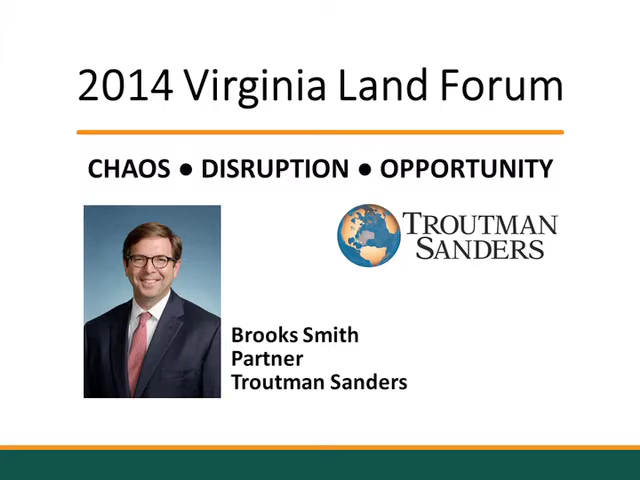 2014 Virginia Land Forum
CHAOS ● DISRUPTION ● OPPORTUNITY
TROUTMAN
SANDERS
Brooks Smith
Partner
Troutman Sanders